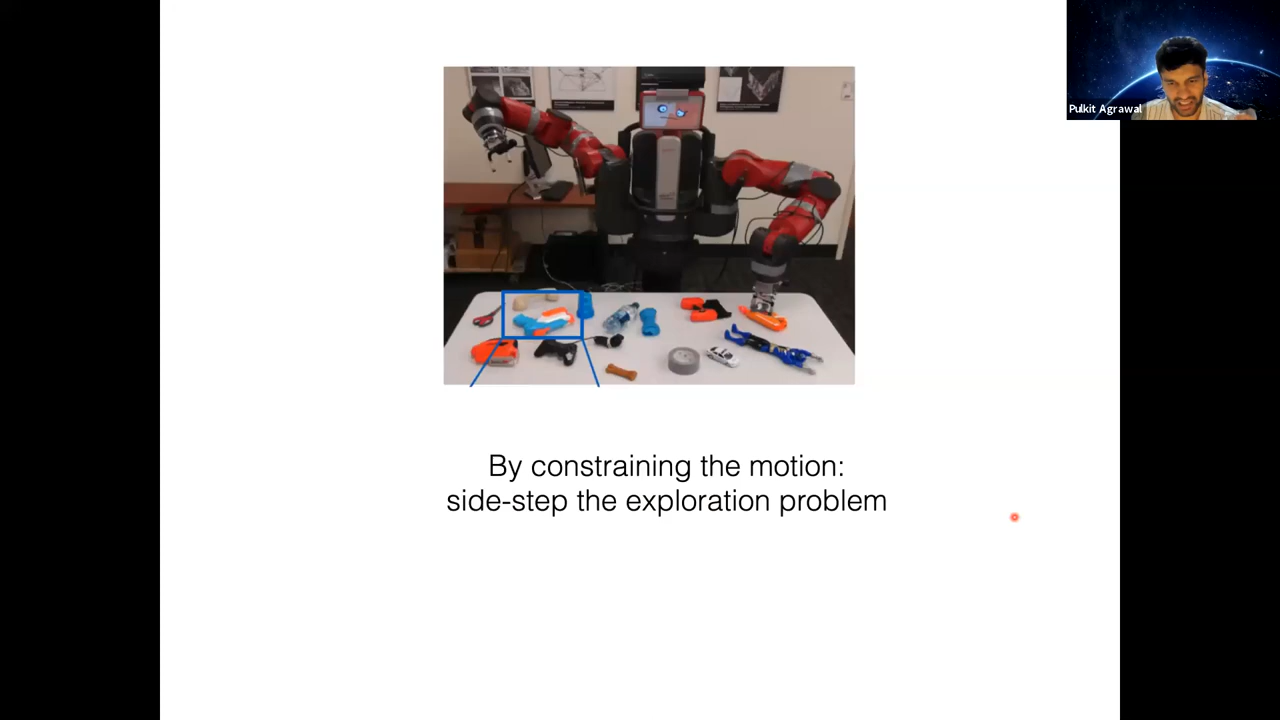 Pulkit Agrawal
By constraining the motion:
side-step the exploration problem